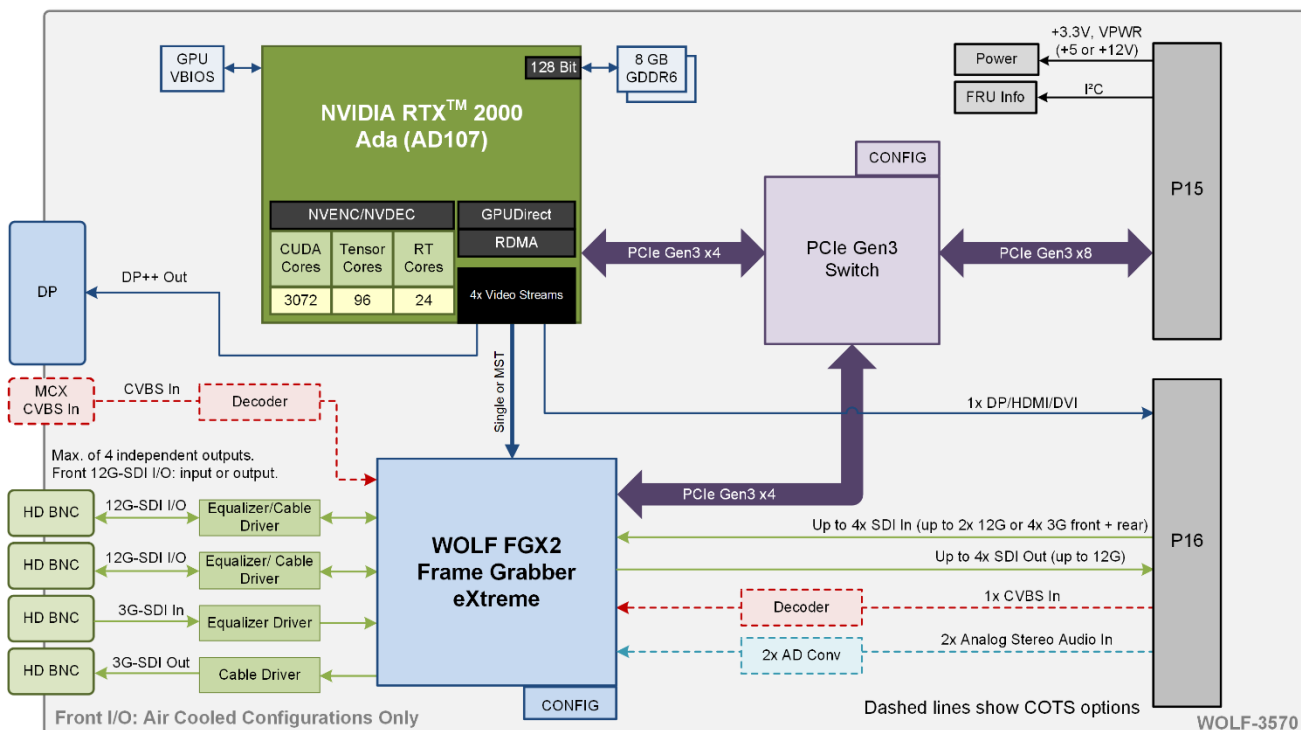 GPU
VBIOS
128 Bit
8 GB
GDDR6
NVIDIA RTX™ 2000
Ada (AD107)
NVENC/NVDEC
CUDA
Cores
3072
Tensor
Cores
96
RT
Cores
24
GPUDirect
RDMA
4x Video Streams
+3.3V, VPWR
(+5 or +12V)
Power
I²C
FRU Info
P15
CONFIG
PCIe Gen3
Switch
PCIe Gen3 x4
PCIe Gen3 x8
DP
DP++ Out
MCX
CVBS In
CVBS In
Decoder
Single or MST
1x DP/HDMI/DVI
Max. of 4 independent outputs.
Front 12G-SDI I/O: input or output.
HD BNC
12G-SDI I/O
Equalizer/Cable
Driver
HD BNC
12G-SDI I/O
Equalizer/ Cable
Driver
HD BNC
3G-SDI In
Equalizer Driver
HD BNC
3G-SDI Out
Cable Driver
WOLF FGX2
Frame Grabber
eXtreme
CONFIG
PCIe Gen3 x4
Up to 4x SDI In (up to 2x 12G or 4x 3G front + rear)
Up to 4x SDI Out (up to 12G)
Decoder
1x CVBS In
2x AD Conv
2x Analog Stereo Audio In
P16
Dashed lines show COTS options
Front I/O: Air Cooled Configurations Only
WOLF-3570